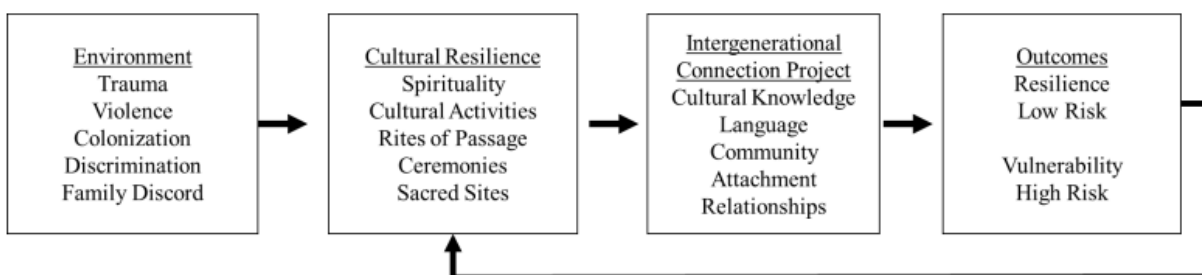 Environment
Trauma
Violence
Colonization
Discrimination
Family Discord
Cultural Resilience
Spirituality
Cultural Activities
Rites of Passage
Ceremonies
Sacred Sites
Intergenerational
Connection Project
Cultural Knowledge
Language
Community
Attachment
Relationships
Outcomes
Resilience
Low Risk
Vulnerability
High Risk